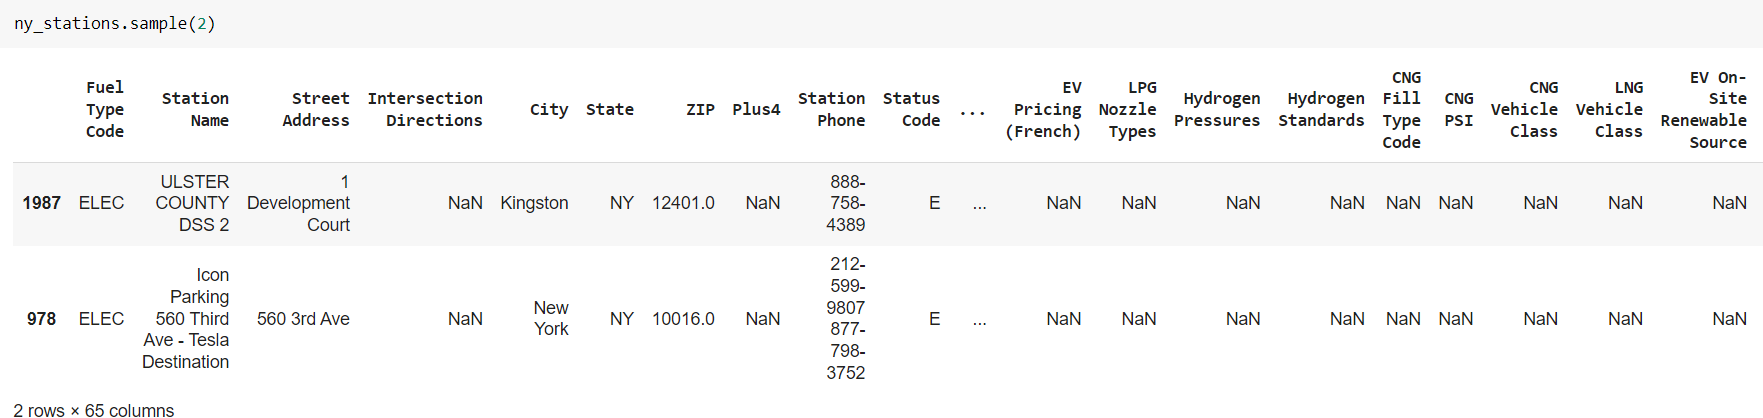 ny_stations.sample(2)
Fuel Type Code Station Name Street Address Intersection Directions City State ZIP Plus4 Station Phone Status Code ... EV Pricing (French) LPG Nozzle Types Hydrogen Pressures Hydrogen Standards CNG Fill Type Code CNG PSI CNG Vehicle Class LNG Vehicle Class EV On-Site Renewable Source
1987 ELEC ULSTER COUNTY DSS 2 1 Development Court NaN Kingston NY 12401.0 NaN 888-758-4389 E ... NaN NaN NaN NaN NaN NaN NaN NaN NaN
978 ELEC Icon Parking 560 Third Ave - Tesla Destination 560 3rd Ave NaN New York NY 10016.0 NaN 212-599-9807 877-798-3752 E ... NaN NaN NaN NaN NaN NaN NaN NaN NaN
2 rows × 65 columns